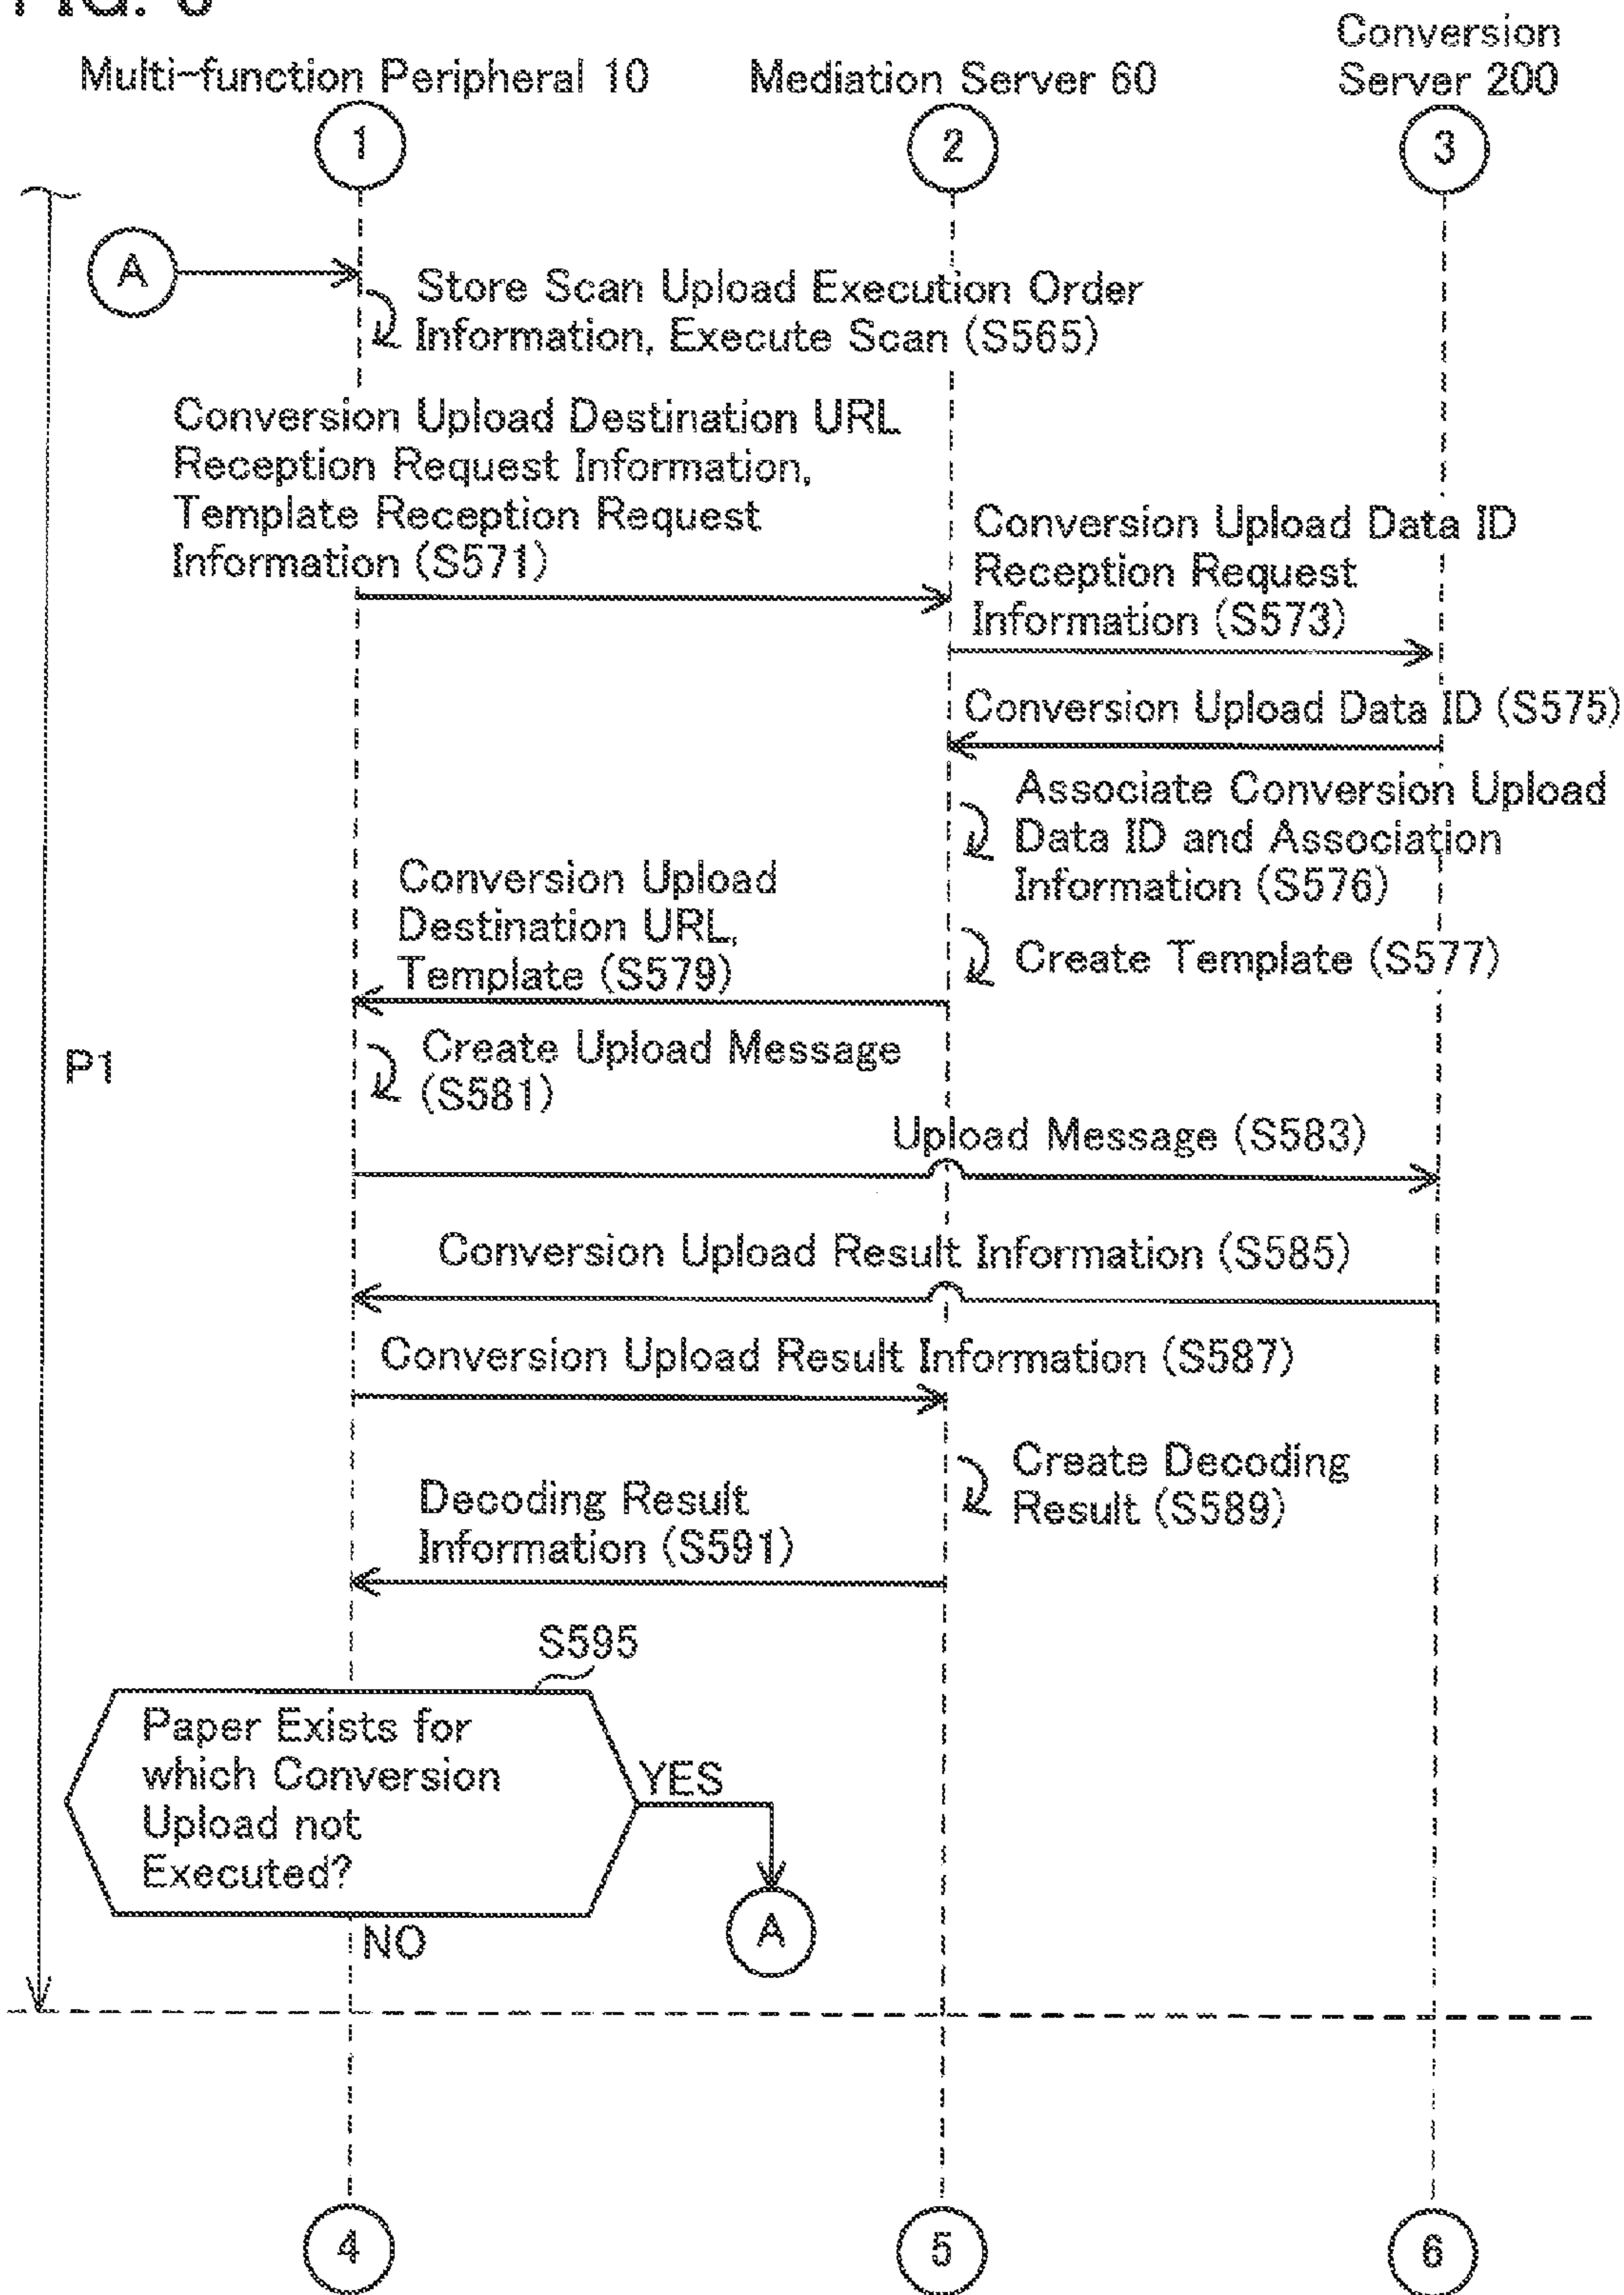 Conversion
Multi-function Peripheral 10 Mediation Server 60 Server 200
1 2 3
A
Store Scan Upload Execution Order
Information, Execute Scan (S565)
Conversion Upload Destination URL
Reception Request Information,
Template Reception Request
Information (S571)
Conversion Upload Data ID
Reception Request
Information (S573)
Conversion Upload Data ID (S575)
Associate Conversion Upload
Data ID and Association
Information (S576)
Create Template (S577)
Conversion Upload
Destination URL,
Template (S579)
P1
Create Upload Message
(S581)
Upload Message (S583)
Conversion Upload Result Information (S585)
Conversion Upload Result Information (S587)
Create Decoding
Result (S589)
Decoding Result
Information (S591)
S595
Paper Exists for
which Conversion
Upload not
Executed?
YES
A
NO
4 5 6